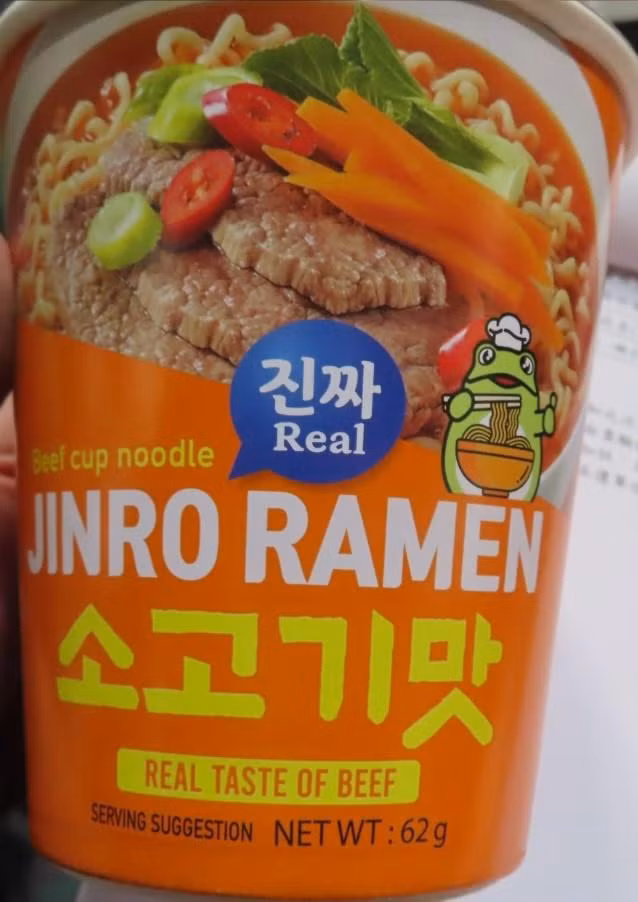 진짜
Real
Beef cup noodle
JINRO RAMEN
소고기맛
REAL TASTE OF BEEF
SERVING SUGGESTION NET WT : 62g